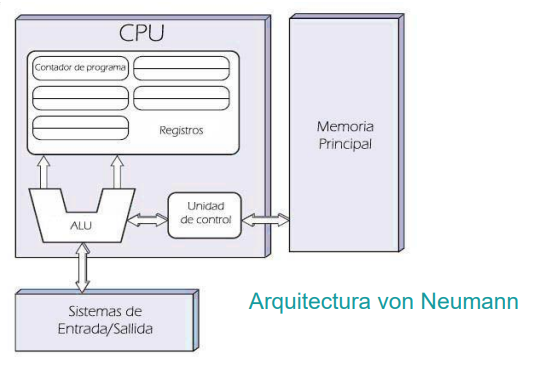 CPU
Contador de programa
Registros
Memoria
Principal
Unidad
de control
ALU
Sistemas de
Entrada/Sallida
Arquitectura von Neumann